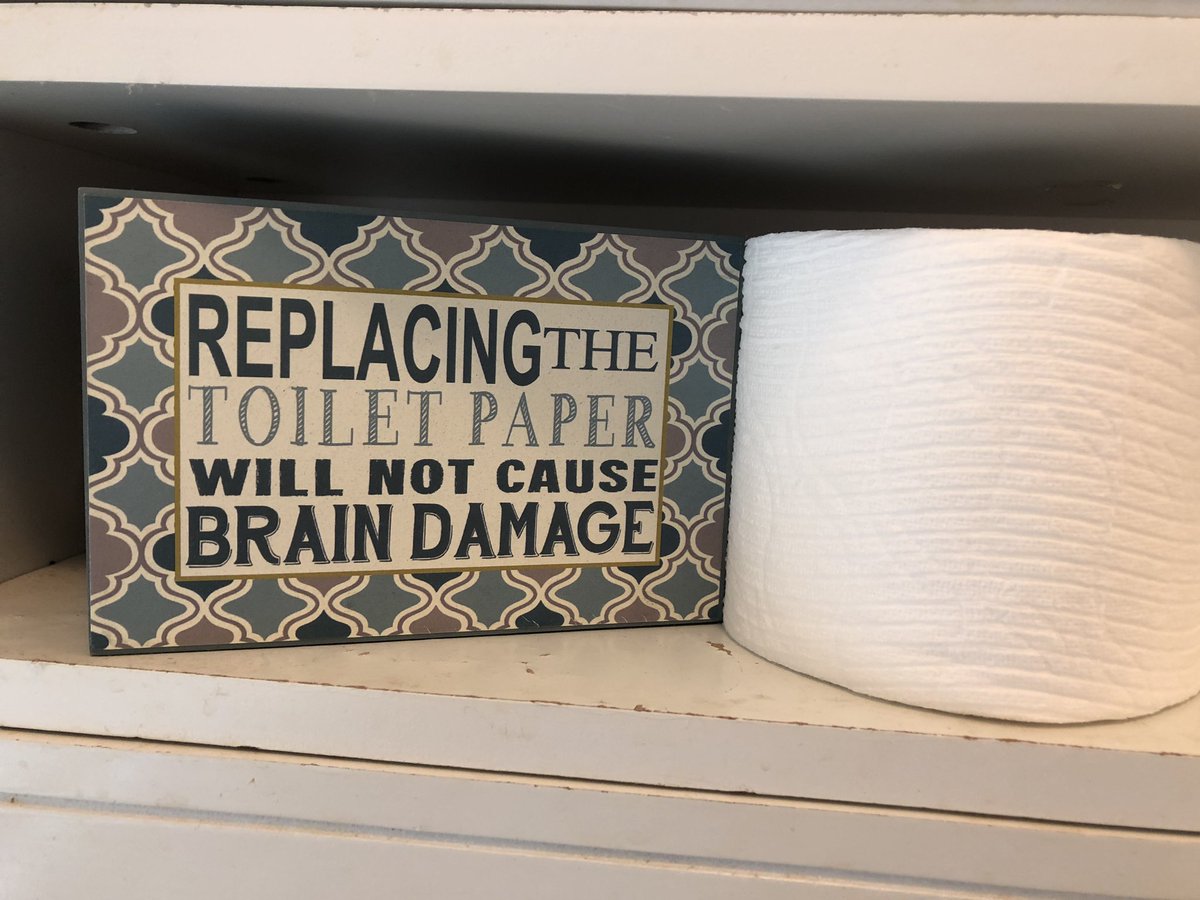 REPLACING THE
TOILET PAPER
WILL NOT CAUSE
BRAIN DAMAGE